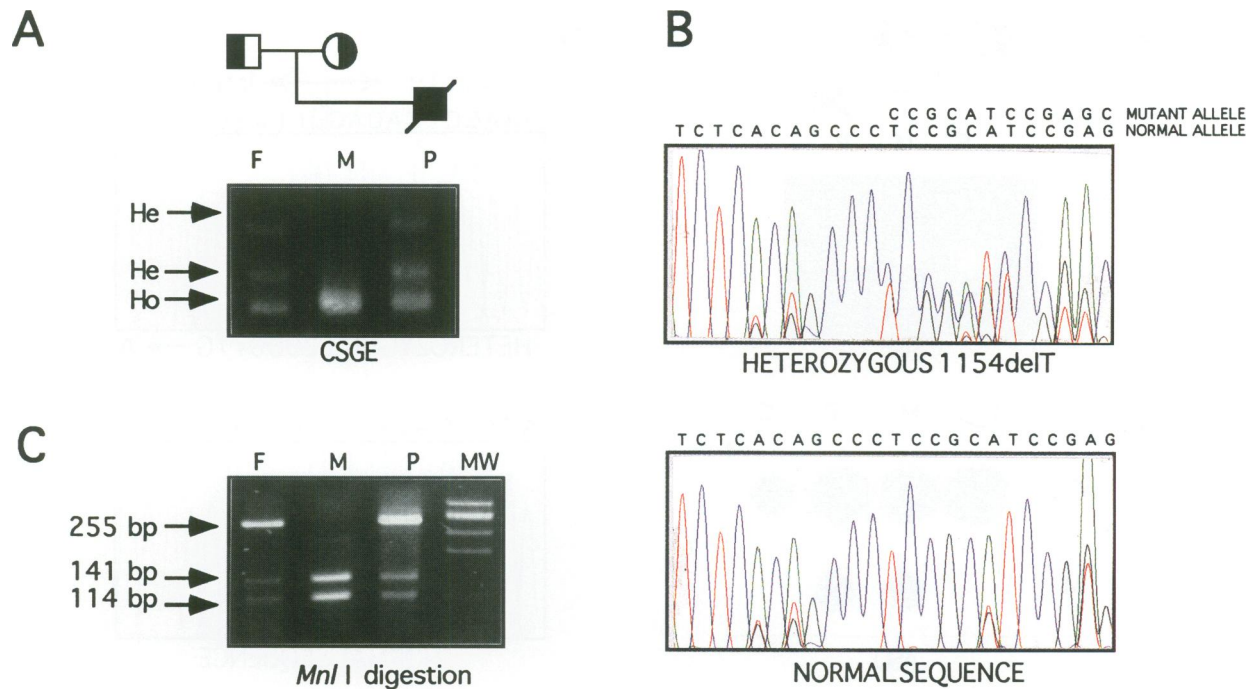 A
F M P
He
He
Ho
CSGE
B
C C G C A T C C G A G C MUTANT ALLELE
T C T C A C A G C C C T C C G C A T C C G A G NORMAL ALLELE
HETEROZYGOUS 1154delT
C
F M P MW
255 bp
141 bp
114 bp
Mnl I digestion
T C T C A C A G C C C T C C G C A T C C G A G
NORMAL SEQUENCE